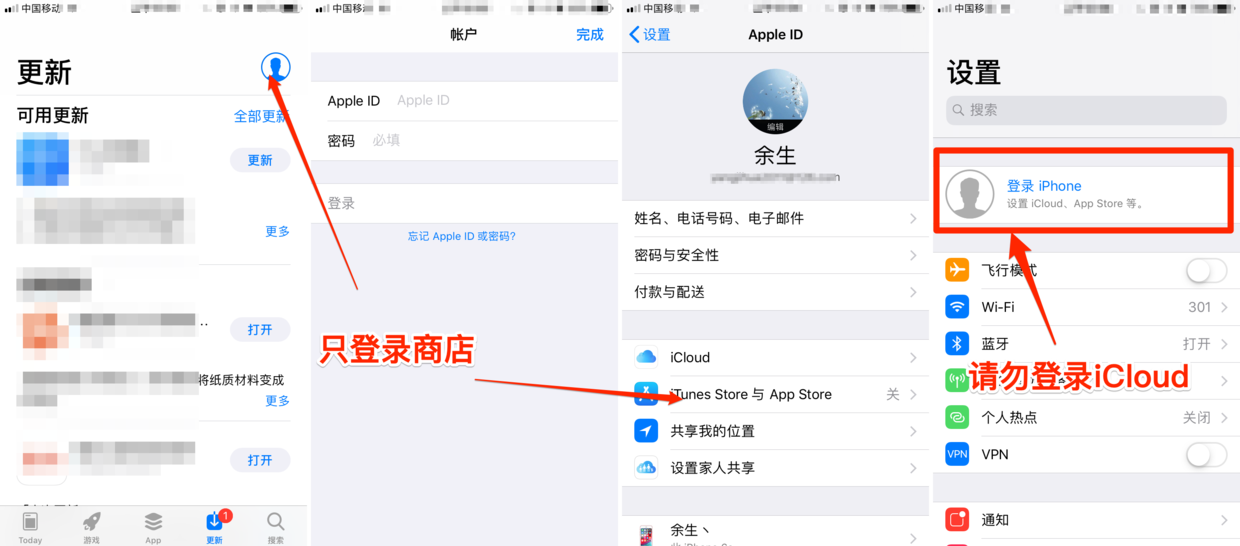 中国移动
更新
可用更新
全部更新
更新
更多
打开
将纸质材料变成
更多
打开
Today
游戏
App
1
更新
搜索
中国移
帐户
完成
Apple ID
Apple ID
密码
必填
登录
忘记 Apple ID 或密码?
只登录商店
中国移
设置
Apple ID
编辑
余生
姓名、电话号码、电子邮件
密码与安全性
付款与配送
iCloud
iTunes Store 与 App Store
关
共享我的位置
设置家人共享
余生丶
中国移
设置
搜索
登录 iPhone
设置 iCloud、App Store 等。
飞行模式
Wi-Fi
301
蓝牙
打开
请勿登录iCloud
个人热点
关闭
VPN
VPN
通知